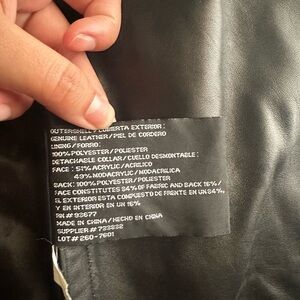 OUTERSHELL/CUBIERTA EXTERIOR:
GENUINE LEATHER/PIEL DE CORDERO
LINING/FORRO:
100% POLYESTER/POLIESTER
DETACHABLE COLLAR/CUELLO DESMONTABLE:
FACE: 51% ACRYLIC/ACRILICO
49% MODACRYLIC/MODACRILICA
BACK: 100% POLYESTER/POLIESTER
FACE CONSTITUTES 84% OF FABRIC AND BACK 16%/
EL EXTERIOR ESTA COMPUESTO DE FRENTE EN UN 84%,
Y EN INTERIOR EN UN 16%
RN# 93677
MADE IN CHINA/HECHO EN CHINA
SUPPLIER# 723832
LOT# 260-7601